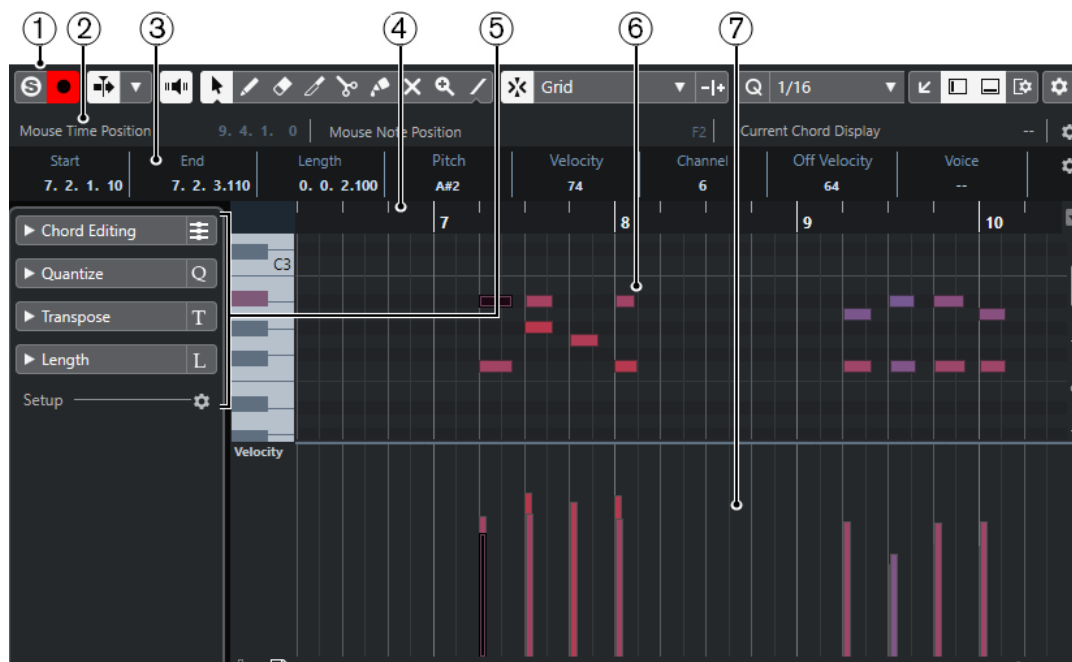 ① ② ③ ④ ⑤ ⑥ ⑦
S Grid Q 1/16
Mouse Time Position 9. 4. 1. 0 Mouse Note Position F2 Current Chord Display --
Start End Length Pitch Velocity Channel Off Velocity Voice
7. 2. 1. 10 7. 2. 3.110 0. 0. 2.100 A#2 74 6 64 --
7 8 9 10
Chord Editing
C3
Quantize Q
Transpose T
Length L
Setup
Velocity